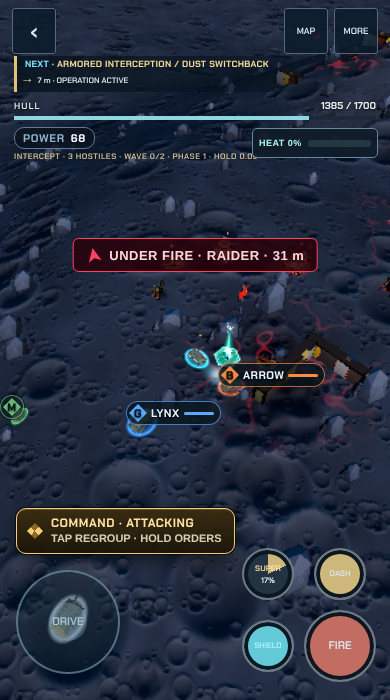 ‹
MAP
MORE
NEXT · ARMORED INTERCEPTION / DUST SWITCHBACK
→ 7 m · OPERATION ACTIVE
HULL
1385 / 1700
POWER 68
HEAT 0%
INTERCEPT · 3 HOSTILES · WAVE 0/2 · PHASE 1 · HOLD 0.0s
UNDER FIRE · RAIDER · 31 m
B ARROW
G LYNX
M
COMMAND · ATTACKING
TAP REGROUP · HOLD ORDERS
SUPER
17%
DASH
DRIVE
SHIELD
FIRE